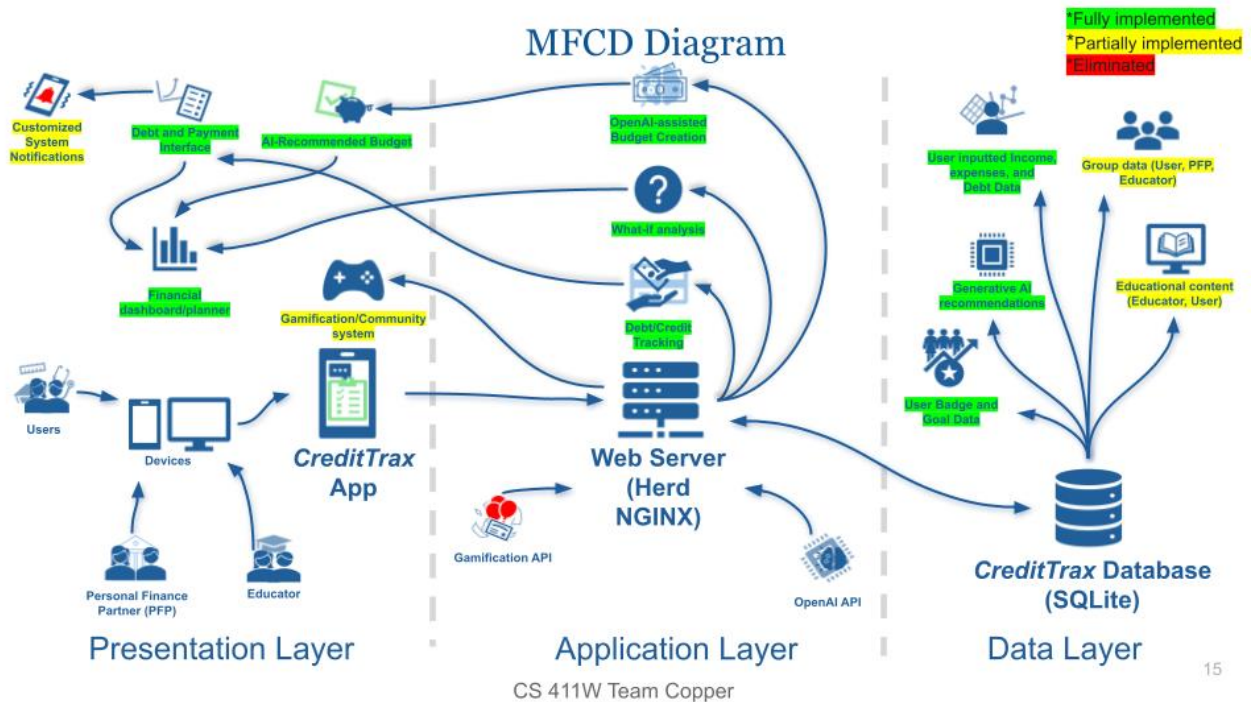 MFCD Diagram
*Fully implemented
*Partially implemented
*Eliminated
Customized
System
Notifications
Debt and Payment
Interface
AI-Recommended Budget
OpenAI-assisted
Budget Creation
What-if analysis
Financial
dashboard/planner
Gamification/Community
system
Debt/Credit
Tracking
User inputted Income,
expenses, and
Debt Data
Group data (User, PFP,
Educator)
Generative AI
recommendations
Educational content
(Educator, User)
User Badge and
Goal Data
Users
Devices
CreditTrax
App
Web Server
(Herd
NGINX)
Personal Finance
Partner (PFP)
Educator
Gamification API
OpenAI API
CreditTrax Database
(SQLite)
Presentation Layer
Application Layer
Data Layer
CS 411W Team Copper
15